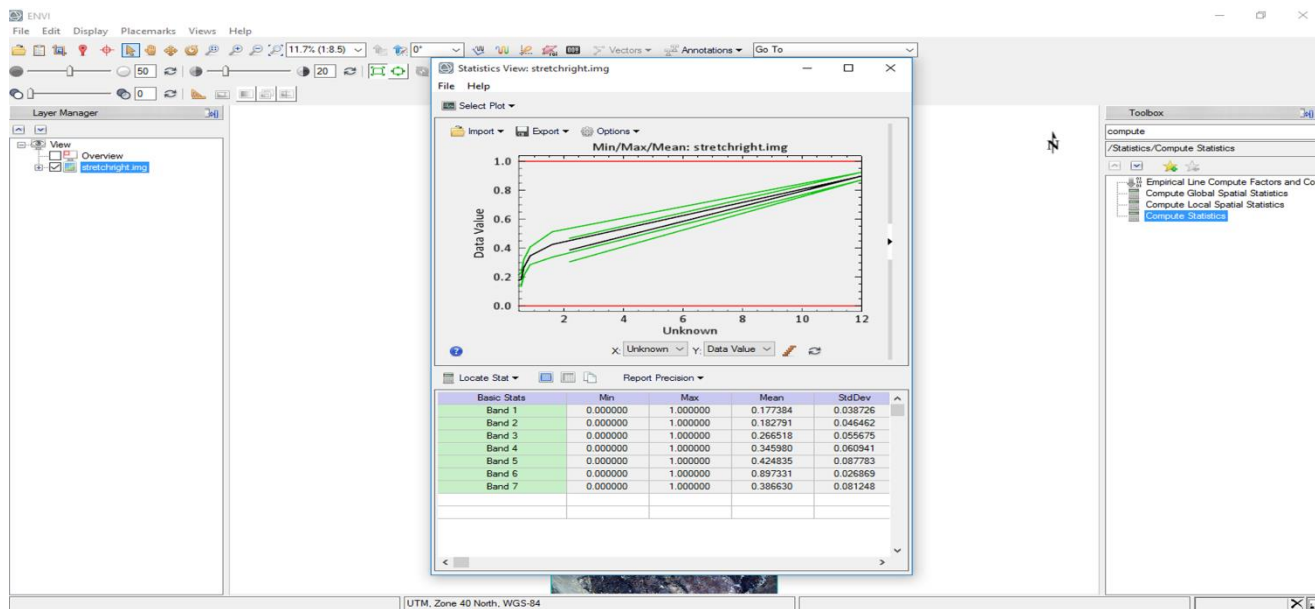 ENVI
File Edit Display Placemarks Views Help
11.7% (1:8.5) 0° Vectors Annotations Go To
50 20
0
Layer Manager
View
Overview
stretchright.img
Statistics View: stretchright.img
File Help
Select Plot
Import Export Options
Min/Max/Mean: stretchright.img
Data Value
1.0
0.8
0.6
0.4
0.2
0.0
2 4 6 8 10 12
Unknown
X: Unknown Y: Data Value
Locate Stat Report Precision
Basic Stats Min Max Mean StdDev
Band 1 0.000000 1.000000 0.177384 0.038726
Band 2 0.000000 1.000000 0.182791 0.046462
Band 3 0.000000 1.000000 0.266518 0.055675
Band 4 0.000000 1.000000 0.345980 0.060941
Band 5 0.000000 1.000000 0.424835 0.087783
Band 6 0.000000 1.000000 0.897331 0.026869
Band 7 0.000000 1.000000 0.386630 0.081248
N
Toolbox
compute
/Statistics/Compute Statistics
Empirical Line Compute Factors and Co
Compute Global Spatial Statistics
Compute Local Spatial Statistics
Compute Statistics
UTM, Zone 40 North, WGS-84